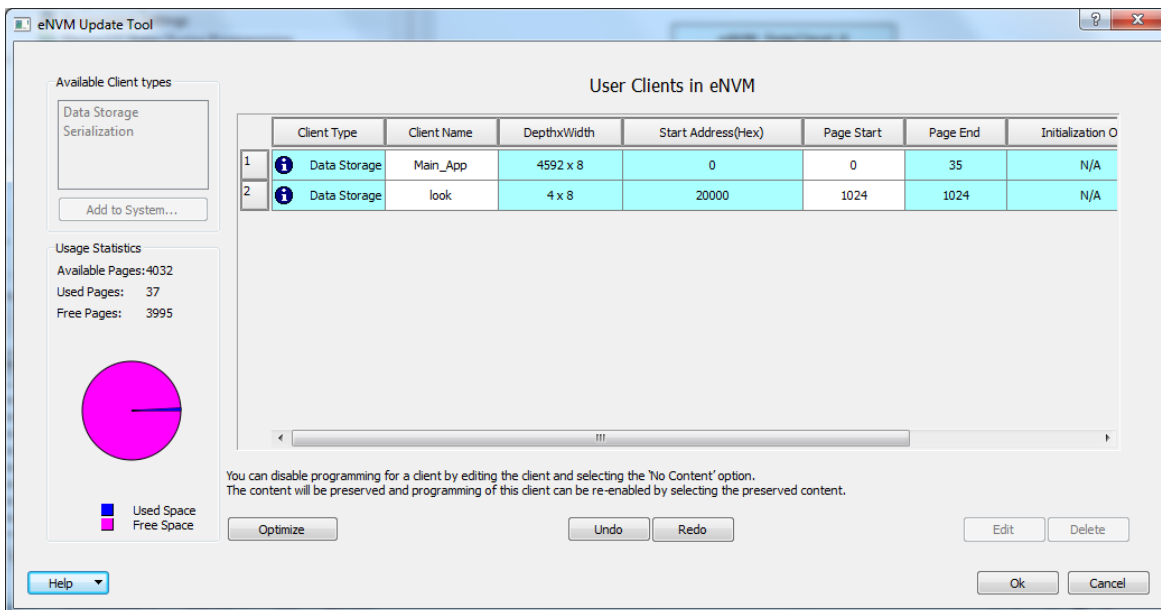 eNVM Update Tool
Available Client types
Data Storage
Serialization
Add to System...
Usage Statistics
Available Pages:4032
Used Pages: 37
Free Pages: 3995
Used Space
Free Space
User Clients in eNVM
Client Type Client Name DepthxWidth Start Address(Hex) Page Start Page End Initialization O
1 Data Storage Main_App 4592 x 8 0 0 35 N/A
2 Data Storage look 4 x 8 20000 1024 1024 N/A
You can disable programming for a client by editing the client and selecting the 'No Content' option.
The content will be preserved and programming of this client can be re-enabled by selecting the preserved content.
Optimize Undo Redo Edit Delete
Help Ok Cancel